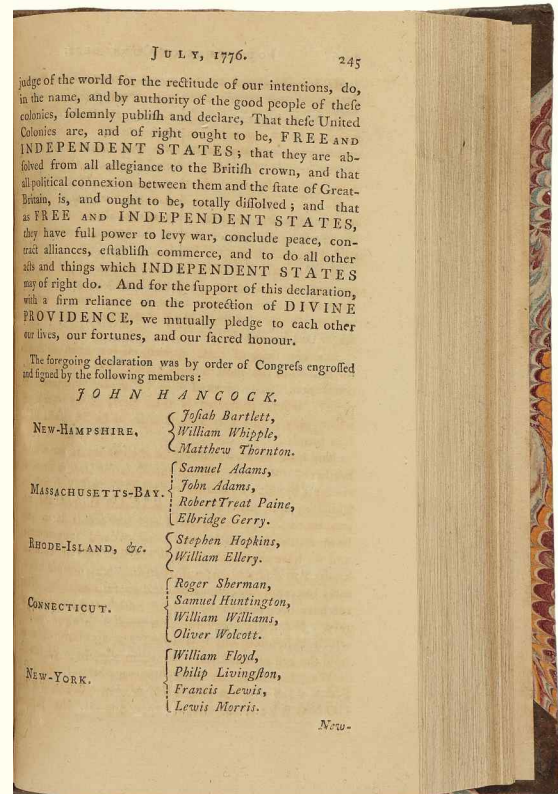 JULY, 1776. 245
judge of the world for the rectitude of our intentions, do,
in the name, and by authority of the good people of theſe
colonies, ſolemnly publiſh and declare, That theſe United
Colonies are, and of right ought to be, FREE AND
INDEPENDENT STATES; that they are ab-
ſolved from all allegiance to the Britiſh crown, and that
all political connexion between them and the ſtate of Great-
Britain, is, and ought to be, totally diſſolved; and that
as FREE AND INDEPENDENT STATES,
they have full power to levy war, conclude peace, con-
tract alliances, eſtabliſh commerce, and to do all other
acts and things which INDEPENDENT STATES
may of right do. And for the ſupport of this declaration,
with a firm reliance on the protection of DIVINE
PROVIDENCE, we mutually pledge to each other
our lives, our fortunes, and our ſacred honour.
The foregoing declaration was by order of Congreſs engroſſed
and ſigned by the following members:
JOHN HANCOCK.
NEW-HAMPSHIRE,
Joſiah Bartlett,
William Whipple,
Matthew Thornton.
MASSACHUSETTS-BAY.
Samuel Adams,
John Adams,
Robert Treat Paine,
Elbridge Gerry.
RHODE-ISLAND, &c.
Stephen Hopkins,
William Ellery.
CONNECTICUT.
Roger Sherman,
Samuel Huntington,
William Williams,
Oliver Wolcott.
NEW-YORK.
William Floyd,
Philip Livingſton,
Francis Lewis,
Lewis Morris.
New-